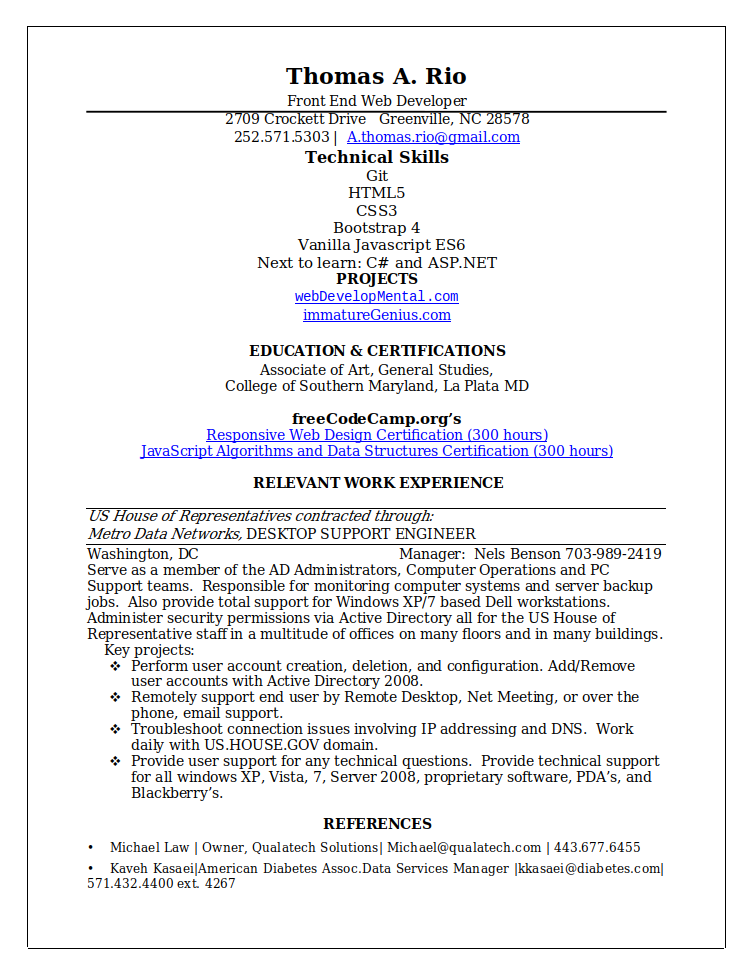 Thomas A. Rio
Front End Web Developer
2709 Crockett Drive   Greenville, NC 28578
252.571.5303 |  A.thomas.rio@gmail.com
Technical Skills
Git
HTML5
CSS3
Bootstrap 4
Vanilla Javascript ES6
Next to learn: C# and ASP.NET
PROJECTS
webDevelopMental.com
immatureGenius.com
EDUCATION & CERTIFICATIONS
Associate of Art, General Studies,
College of Southern Maryland, La Plata MD
freeCodeCamp.org’s
Responsive Web Design Certification (300 hours)
JavaScript Algorithms and Data Structures Certification (300 hours)
RELEVANT WORK EXPERIENCE
US House of Representatives contracted through:
Metro Data Networks, DESKTOP SUPPORT ENGINEER
Washington, DC Manager:  Nels Benson 703-989-2419
Serve as a member of the AD Administrators, Computer Operations and PC
Support teams.  Responsible for monitoring computer systems and server backup
jobs.  Also provide total support for Windows XP/7 based Dell workstations.
Administer security permissions via Active Directory all for the US House of
Representative staff in a multitude of offices on many floors and in many buildings.
Key projects:
❖ Perform user account creation, deletion, and configuration. Add/Remove
user accounts with Active Directory 2008.
❖ Remotely support end user by Remote Desktop, Net Meeting, or over the
phone, email support.
❖ Troubleshoot connection issues involving IP addressing and DNS.  Work
daily with US.HOUSE.GOV domain.
❖ Provide user support for any technical questions.  Provide technical support
for all windows XP, Vista, 7, Server 2008, proprietary software, PDA’s, and
Blackberry’s.
REFERENCES
• Michael Law | Owner, Qualatech Solutions| Michael@qualatech.com | 443.677.6455
• Kaveh Kasaei|American Diabetes Assoc.Data Services Manager |kkasaei@diabetes.com|
571.432.4400 ext. 4267